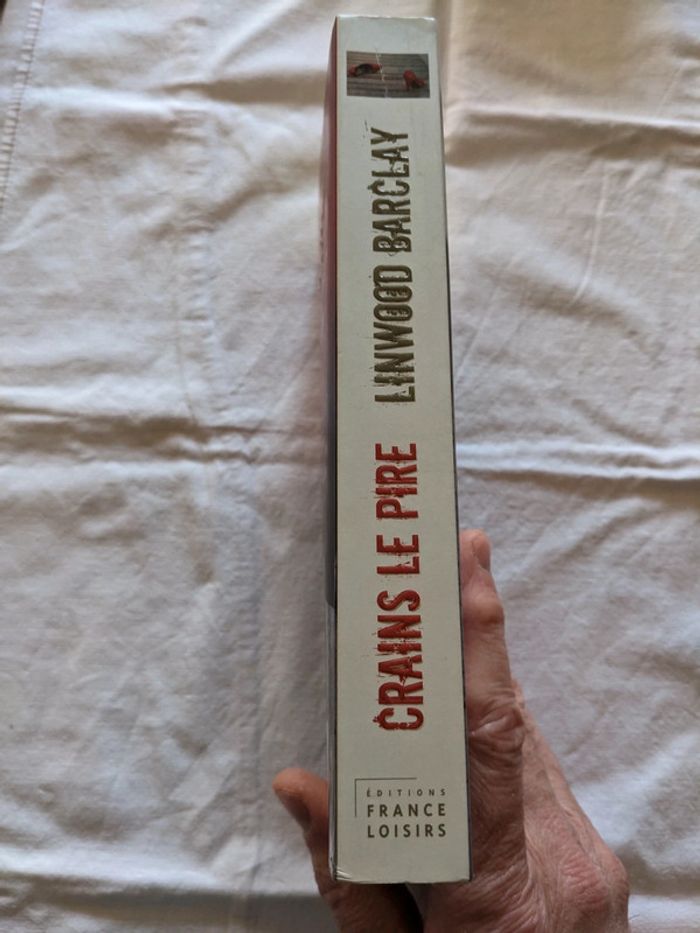 CRAINS LE PIRE
LINWOOD BARCLAY
ÉDITIONS
FRANCE
LOISIRS